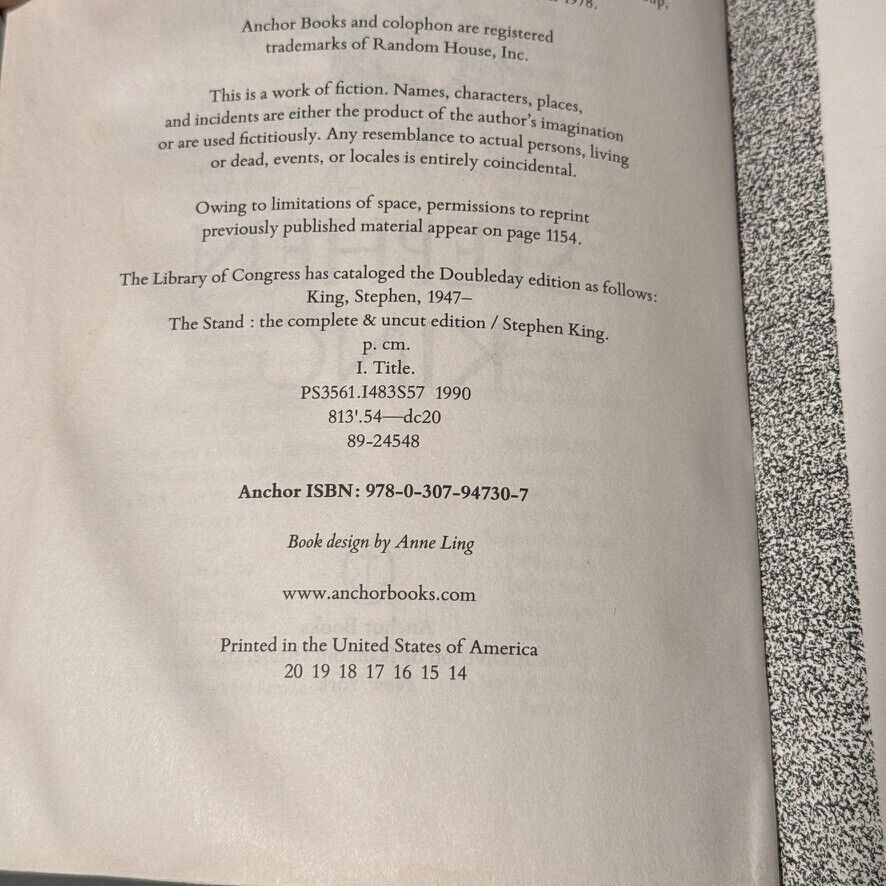 1978.
Anchor Books and colophon are registered
trademarks of Random House, Inc.
This is a work of fiction. Names, characters, places,
and incidents are either the product of the author's imagination
or are used fictitiously. Any resemblance to actual persons, living
or dead, events, or locales is entirely coincidental.
Owing to limitations of space, permissions to reprint
previously published material appear on page 1154.
The Library of Congress has cataloged the Doubleday edition as follows:
King, Stephen, 1947–
The Stand : the complete & uncut edition / Stephen King.
p. cm.
I. Title.
PS3561.I483S57 1990
813'.54—dc20
89-24548
Anchor ISBN: 978-0-307-94730-7
Book design by Anne Ling
www.anchorbooks.com
Printed in the United States of America
20 19 18 17 16 15 14